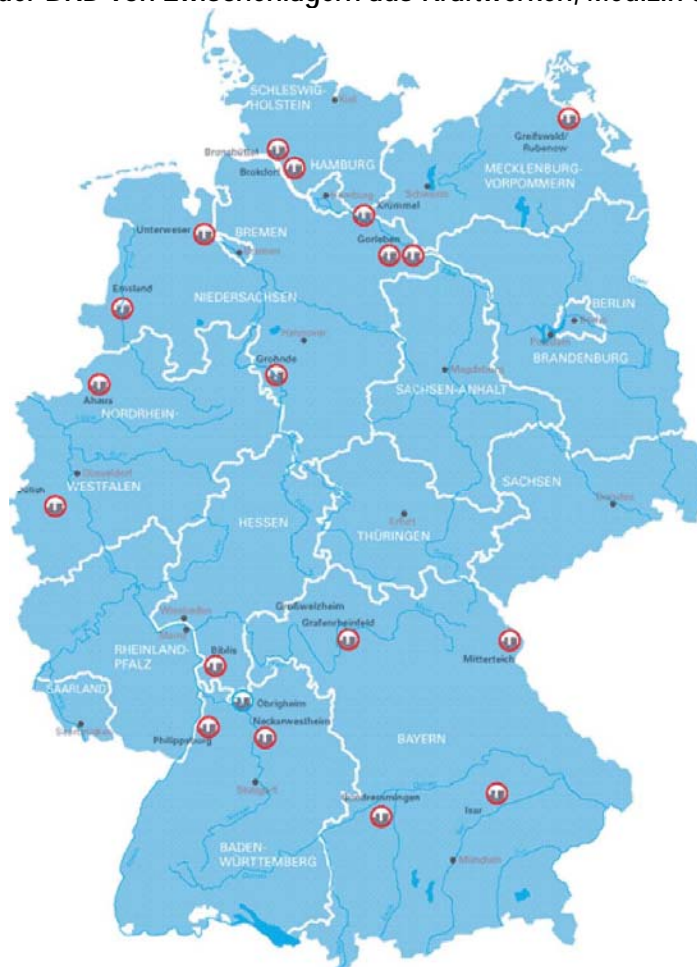 der BRD von Zwischenlagern aus Kraftwerken, Medizin
SCHLESWIG-
HOLSTEIN
Kiel
Greifswald/
Rubenow
Brunsbüttel
HAMBURG
Brokdorf
MECKLENBURG-
VORPOMMERN
Schwerin
Hamburg
Krümmel
Unterweser
BREMEN
Gorleben
Bremen
Emsland
NIEDERSACHSEN
BERLIN
Berlin
Hannover
Potsdam
BRANDENBURG
Grohnde
Magdeburg
SACHSEN-ANHALT
Ahaus
NORDRHEIN-
Düsseldorf
WESTFALEN
SACHSEN
Jülich
Dresden
HESSEN
Erfurt
THÜRINGEN
Großwelzheim
Wiesbaden
Grafenrheinfeld
Mainz
RHEINLAND-
PFALZ
Biblis
Mitterteich
SAARLAND
Obrigheim
Neckarwestheim
Saarbrücken
Philippsburg
BAYERN
Stuttgart
Gundremmingen
Isar
BADEN-
WÜRTTEMBERG
München